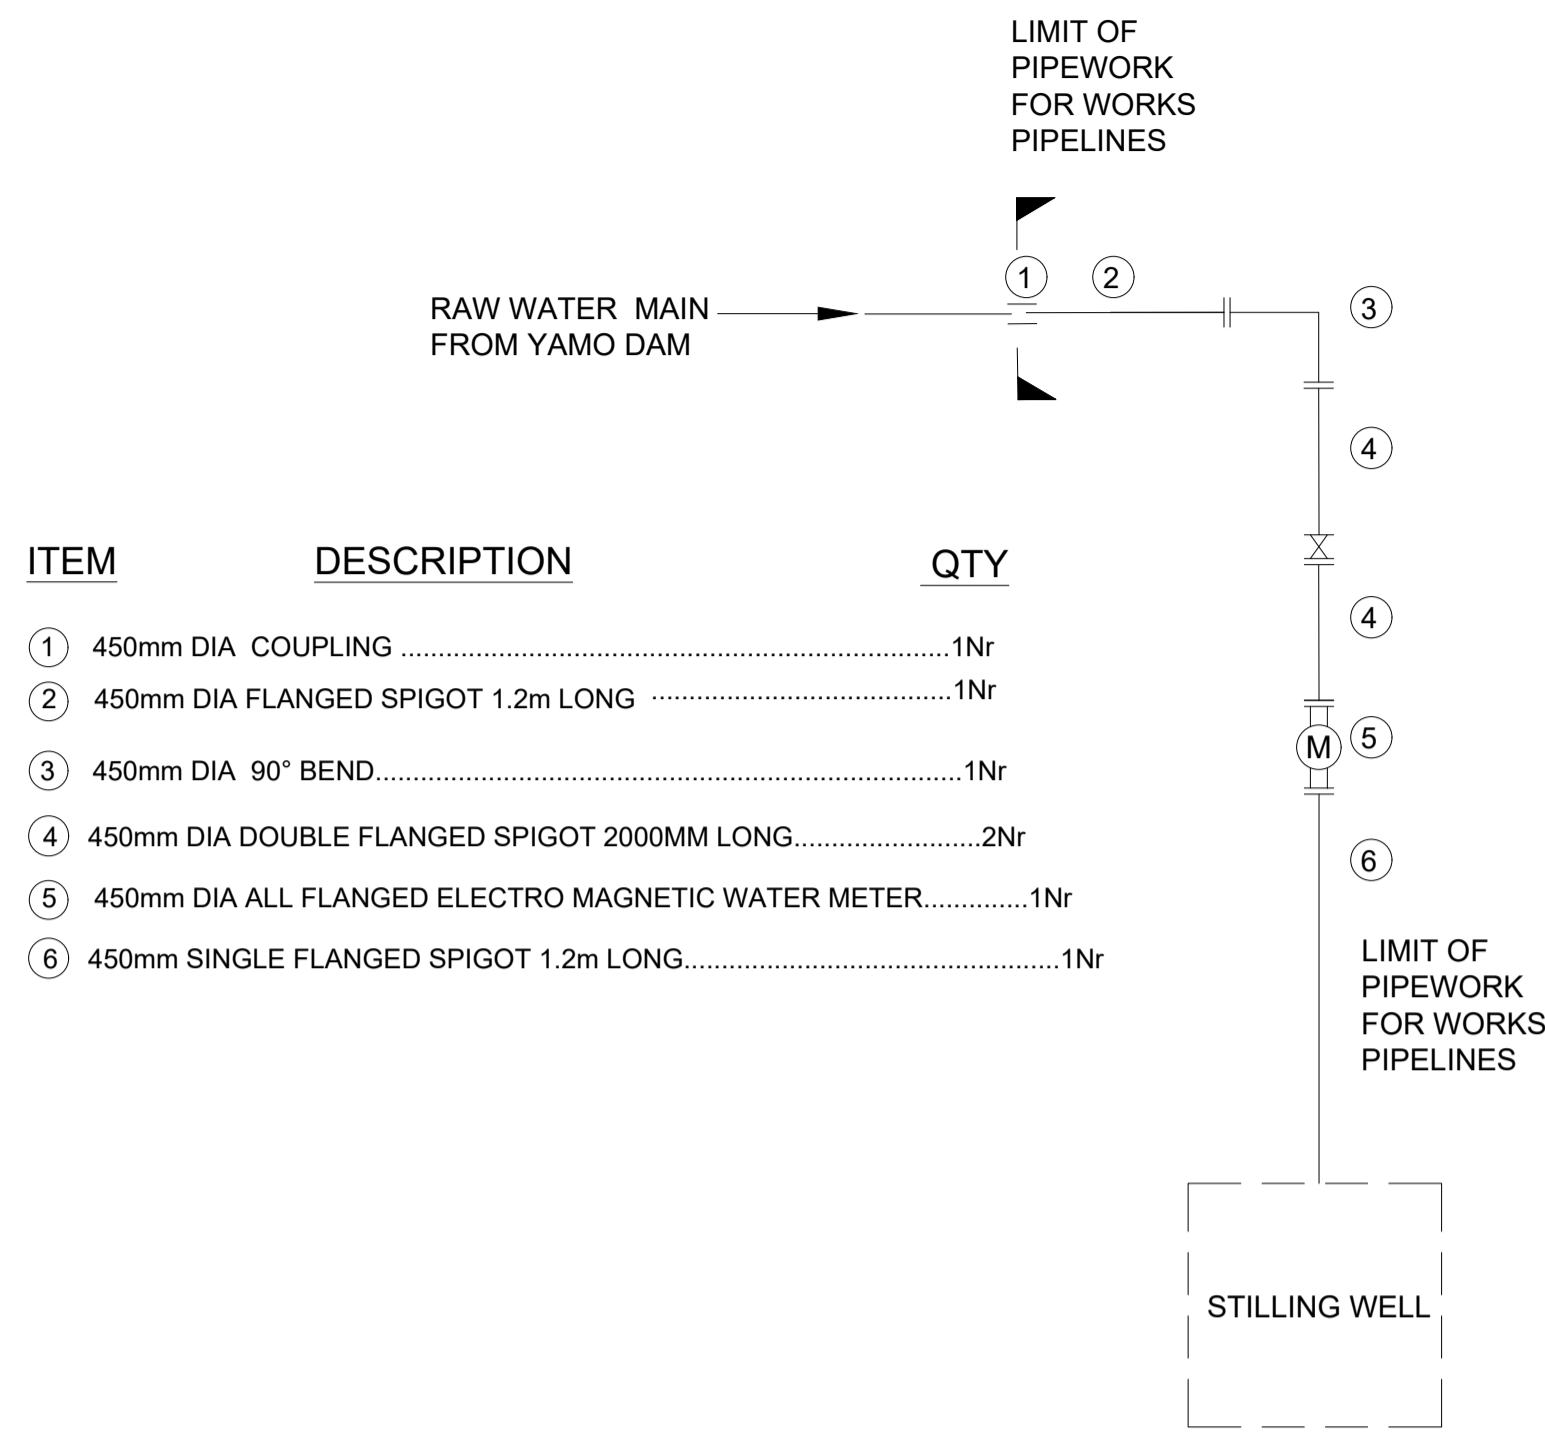 LIMIT OF
PIPEWORK
FOR WORKS
PIPELINES
1
2
RAW WATER  MAIN
FROM YAMO DAM
3
4
ITEM DESCRIPTION QTY
4
1 450mm DIA  COUPLING .........................................................................1Nr
2 450mm DIA FLANGED SPIGOT 1.2m LONG ........................................1Nr
M 5
3 450mm DIA  90° BEND..............................................................................1Nr
4 450mm DIA DOUBLE FLANGED SPIGOT 2000MM LONG.........................2Nr
6
5 450mm DIA ALL FLANGED ELECTRO MAGNETIC WATER METER..............1Nr
6 450mm SINGLE FLANGED SPIGOT 1.2m LONG..................................................1Nr
LIMIT OF
PIPEWORK
FOR WORKS
PIPELINES
STILLING WELL